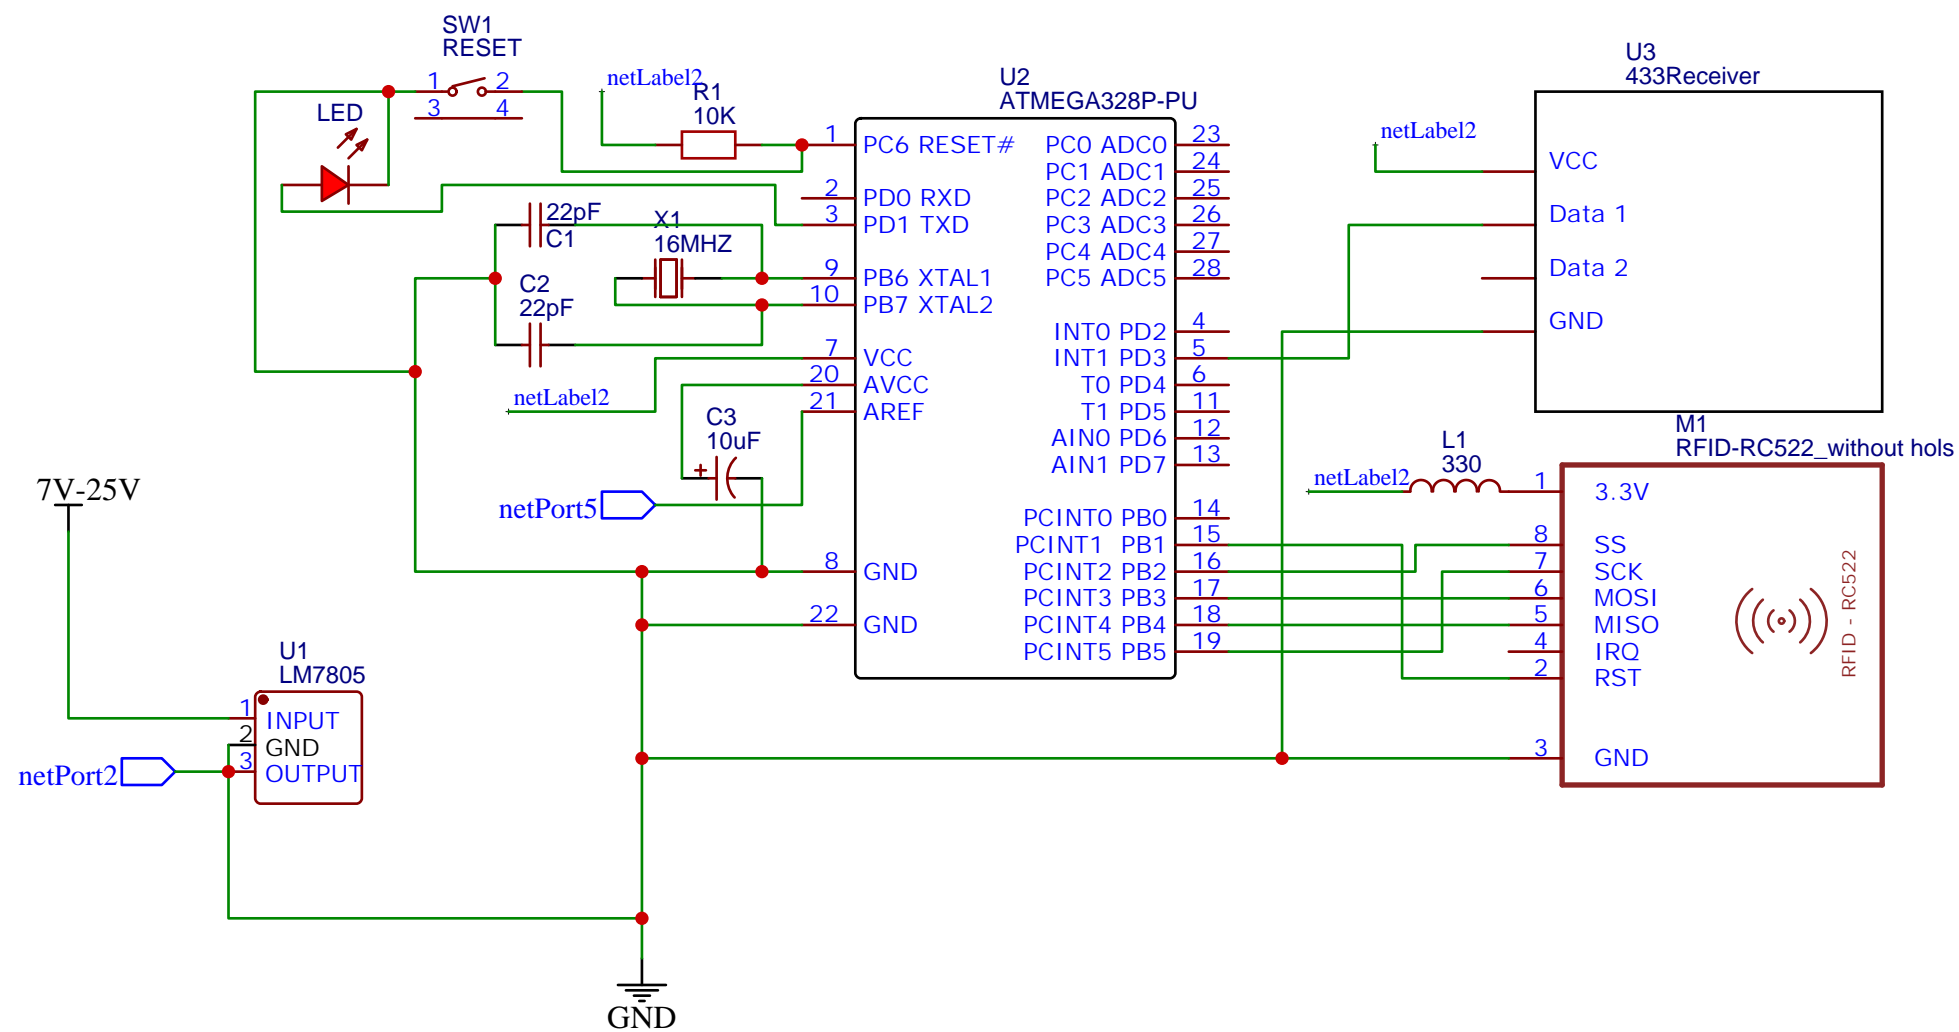 SW1
RESET
1 2
3 4
LED
netLabel2
R1
10K
22pF
C1
X1
16MHZ
C2
22pF
netLabel2
C3
10uF
+
netPort5
7V-25V
U1
LM7805
1 INPUT
2 GND
3 OUTPUT
netPort2
GND
U2
ATMEGA328P-PU
1 PC6 RESET#
2 PD0 RXD
3 PD1 TXD
9 PB6 XTAL1
10 PB7 XTAL2
7 VCC
20 AVCC
21 AREF
8 GND
22 GND
PC0 ADC0 23
PC1 ADC1 24
PC2 ADC2 25
PC3 ADC3 26
PC4 ADC4 27
PC5 ADC5 28
INT0 PD2 4
INT1 PD3 5
T0 PD4 6
T1 PD5 11
AIN0 PD6 12
AIN1 PD7 13
PCINT0 PB0 14
PCINT1 PB1 15
PCINT2 PB2 16
PCINT3 PB3 17
PCINT4 PB4 18
PCINT5 PB5 19
U3
433Receiver
netLabel2
VCC
Data 1
Data 2
GND
M1
RFID-RC522_without hols
L1
330
netLabel2
1 3.3V
8 SS
7 SCK
6 MOSI
5 MISO
4 IRQ
2 RST
3 GND
RFID - RC522